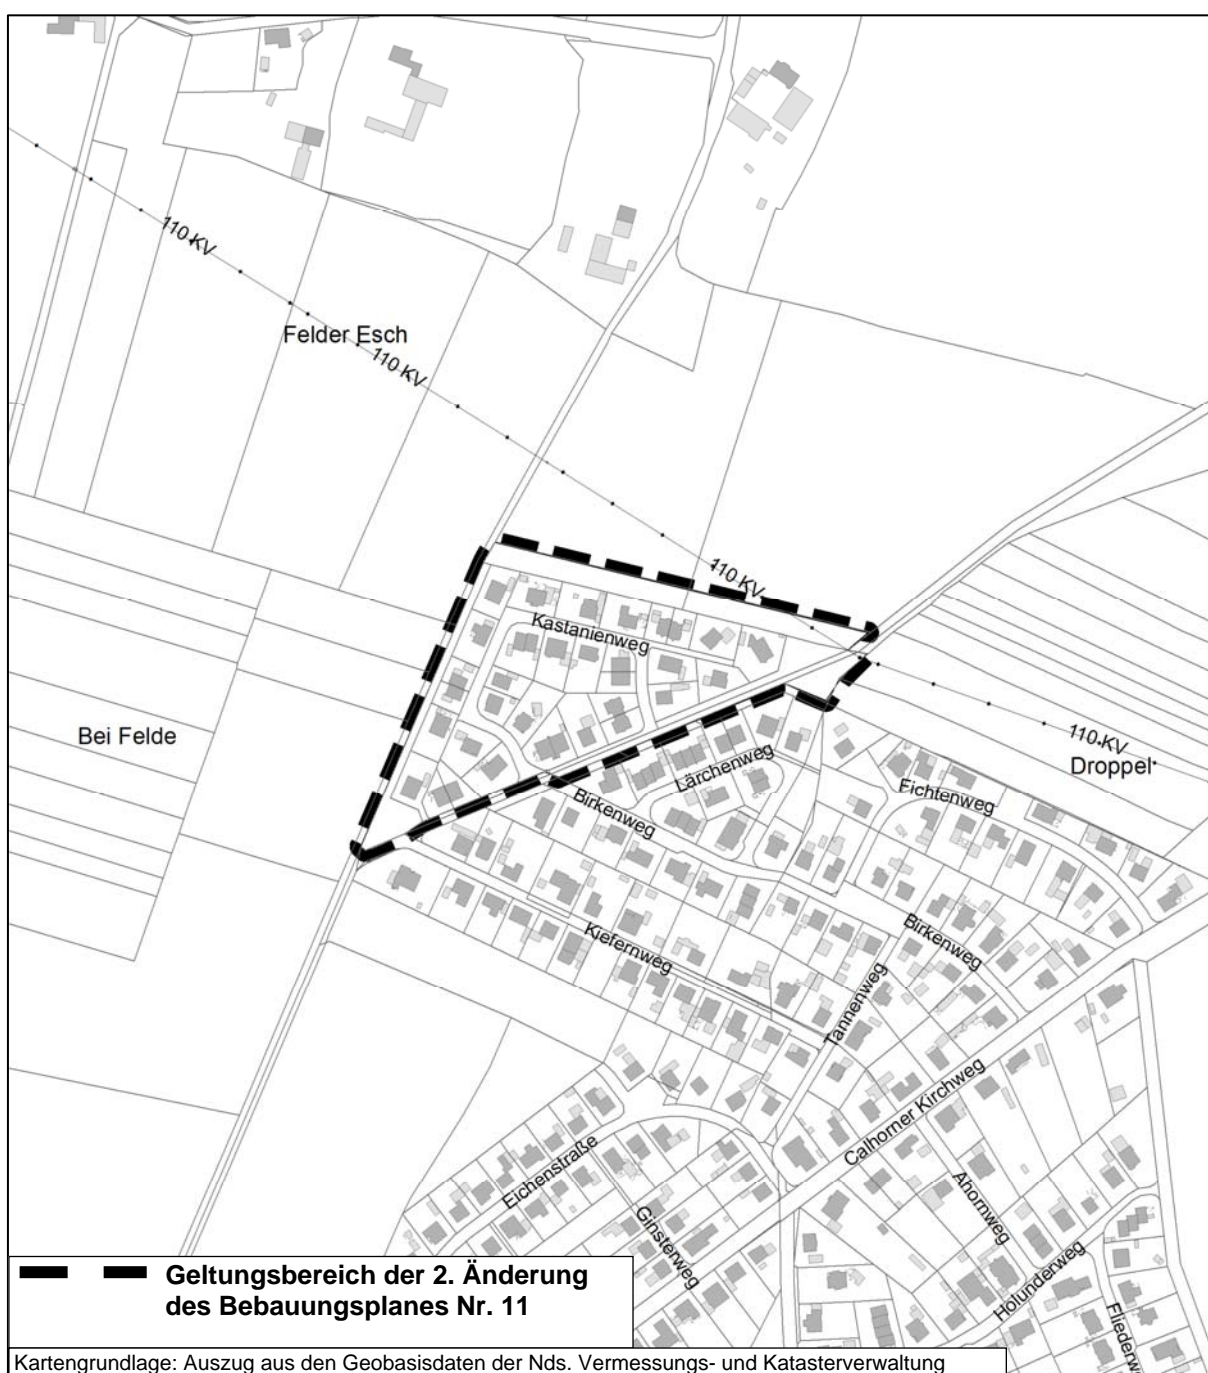 110 KV
Felder Esch
110 KV
110 KV
Kastanienweg
Bei Felde
110 KV
Droppel
Lärchenweg
Fichtenweg
Birkenweg
Birkenweg
Kiefernweg
Tannenweg
Calhorner Kirchweg
Eichenstraße
Ginsterweg
Ahornweg
Holunderweg
Geltungsbereich der 2. Änderung
des Bebauungsplanes Nr. 11
Kartengrundlage: Auszug aus den Geobasisdaten der Nds. Vermessungs- und Katasterverwaltung